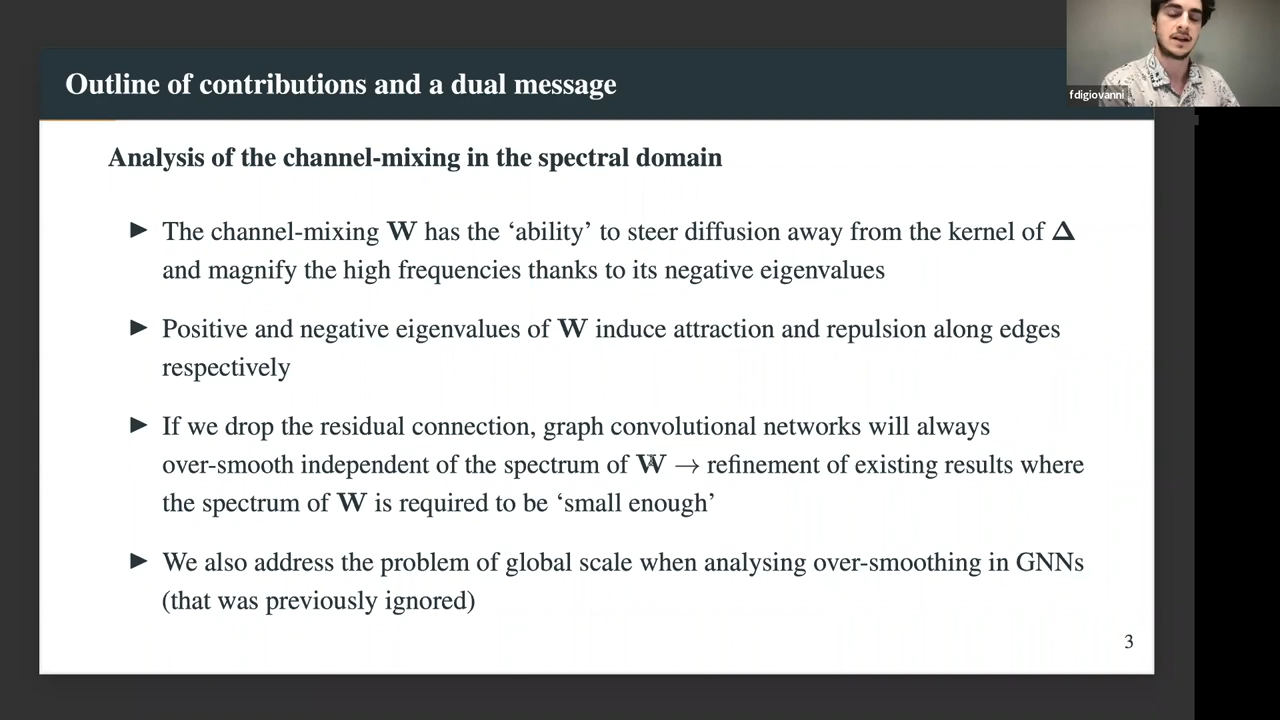 Outline of contributions and a dual message
fdigiovanni
Analysis of the channel-mixing in the spectral domain
▶ The channel-mixing W has the ‘ability’ to steer diffusion away from the kernel of Δ
and magnify the high frequencies thanks to its negative eigenvalues
▶ Positive and negative eigenvalues of W induce attraction and repulsion along edges
respectively
▶ If we drop the residual connection, graph convolutional networks will always
over-smooth independent of the spectrum of W → refinement of existing results where
the spectrum of W is required to be ‘small enough’
▶ We also address the problem of global scale when analysing over-smoothing in GNNs
(that was previously ignored)
3